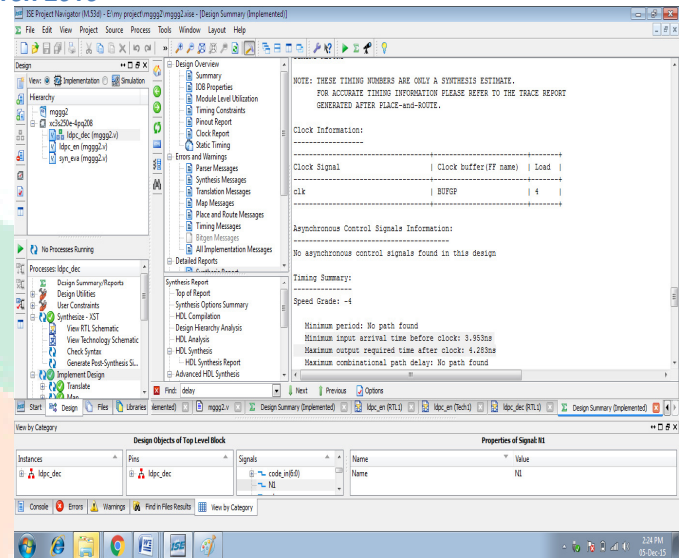 ISE Project Navigator (M.53d) - E:\my project\mggg2\mggg2.xise - [Design Summary (Implemented)]
File Edit View Project Source Process Tools Window Layout Help
Design
View: Implementation Simulation
Hierarchy
mggg2
xc3s250e-4pq208
ldpc_dec (mggg2.v)
ldpc_en (mggg2.v)
syn_eva (mggg2.v)
No Processes Running
Processes: ldpc_dec
Design Summary/Reports
Design Utilities
User Constraints
Synthesize - XST
View RTL Schematic
View Technology Schematic
Check Syntax
Generate Post-Synthesis Si...
Implement Design
Translate
Map
Design Overview
Summary
IOB Properties
Module Level Utilization
Timing Constraints
Pinout Report
Clock Report
Static Timing
Errors and Warnings
Parser Messages
Synthesis Messages
Translation Messages
Map Messages
Place and Route Messages
Timing Messages
Bitgen Messages
All Implementation Messages
Detailed Reports
Synthesis Report
Synthesis Report
Top of Report
Synthesis Options Summary
HDL Compilation
Design Hierarchy Analysis
HDL Analysis
HDL Synthesis
HDL Synthesis Report
Advanced HDL Synthesis
NOTE: THESE TIMING NUMBERS ARE ONLY A SYNTHESIS ESTIMATE.
FOR ACCURATE TIMING INFORMATION PLEASE REFER TO THE TRACE REPORT
GENERATED AFTER PLACE-and-ROUTE.
Clock Information:
------------------
Clock Signal | Clock buffer(FF name) | Load |
clk | BUFGP | 4 |
Asynchronous Control Signals Information:
----------------------------------------
No asynchronous control signals found in this design
Timing Summary:
---------------
Speed Grade: -4
Minimum period: No path found
Minimum input arrival time before clock: 3.953ns
Maximum output required time after clock: 4.283ns
Maximum combinational path delay: No path found
Find: delay Next Previous Options
Start Design Files Libraries lemented) mggg2.v Design Summary (Implemented) ldpc_en (RTL1) ldpc_en (Tech1) ldpc_dec (RTL1) Design Summary (Implemented)
View by Category
Design Objects of Top Level Block Properties of Signal: N1
Instances Pins Signals Name Value
ldpc_dec ldpc_dec code_in(6:0) Name N1
N1
Console Errors Warnings Find in Files Results View by Category
2:24 PM
05-Dec-15